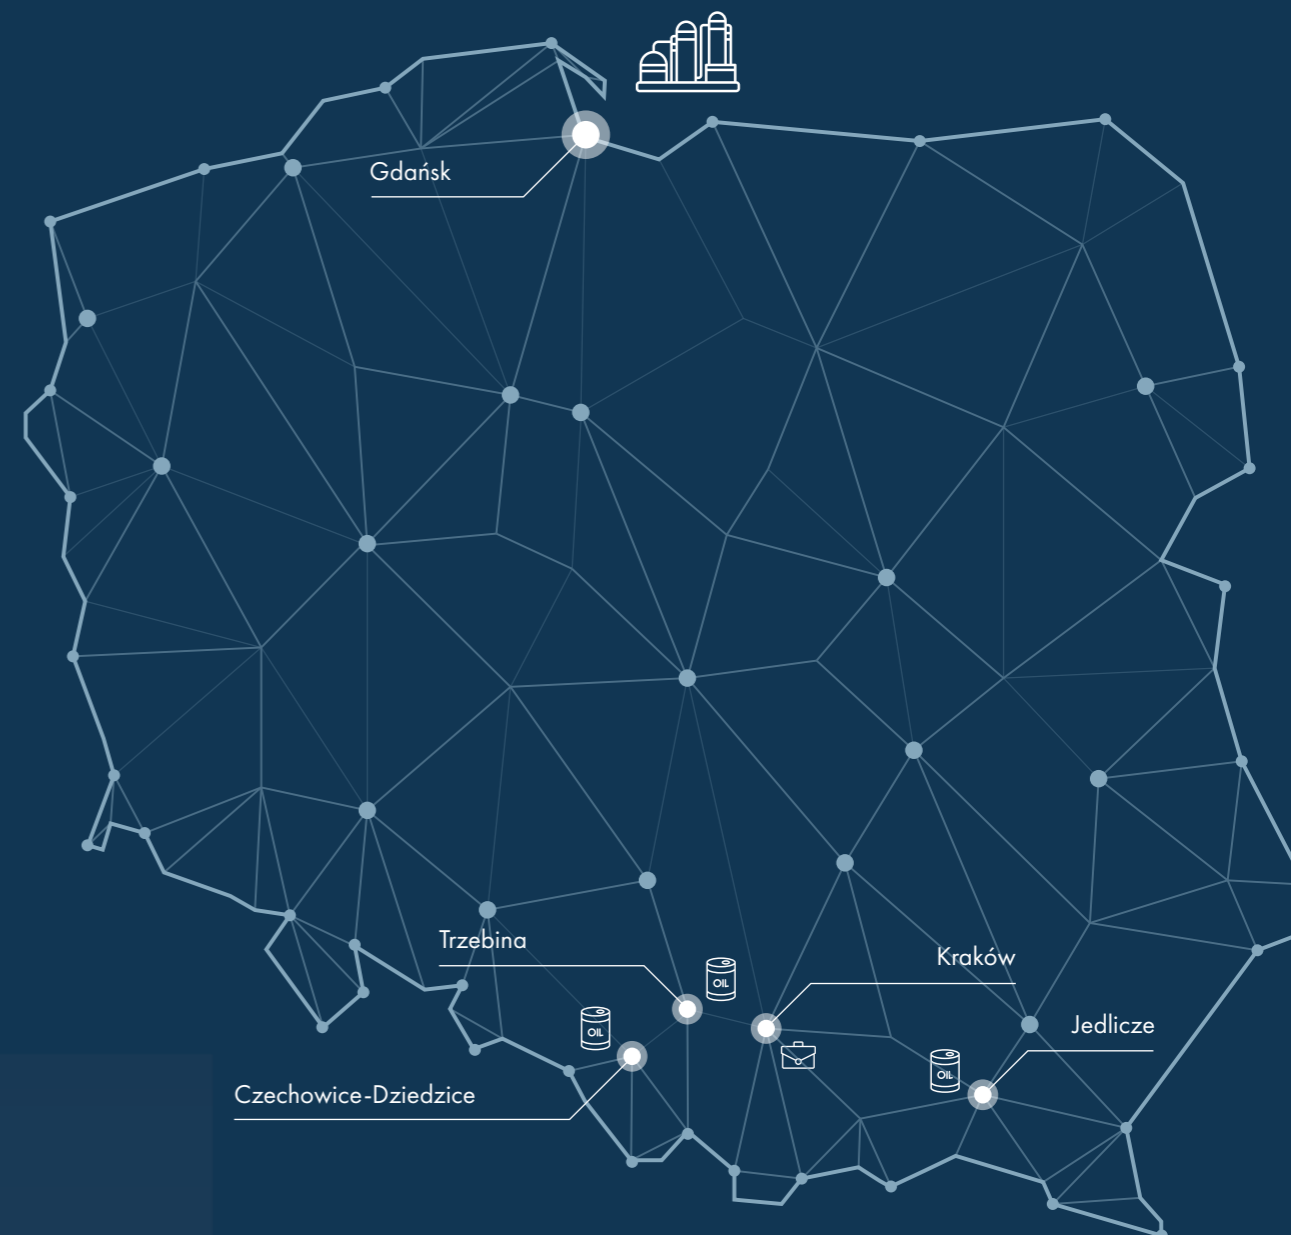 Gdańsk
Trzebina
Kraków
OIL
OIL
Jedlicze
OIL
Czechowice-Dziedzice